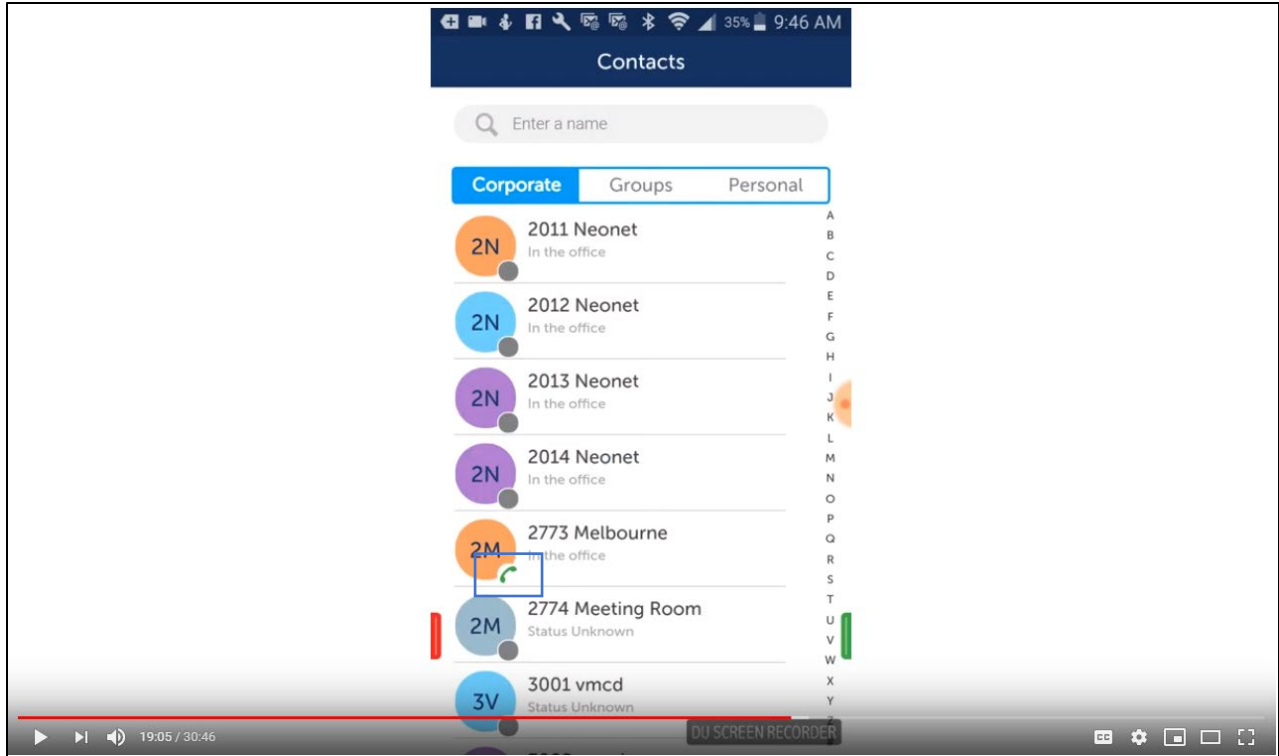 35% 9:46 AM
Contacts
Enter a name
Corporate Groups Personal
2N
2011 Neonet
In the office
2N
2012 Neonet
In the office
2N
2013 Neonet
In the office
2N
2014 Neonet
In the office
2M
2773 Melbourne
In the office
2M
2774 Meeting Room
Status Unknown
3V
3001 vmcd
Status Unknown
A
B
C
D
E
F
G
H
I
J
K
L
M
N
O
P
Q
R
S
T
U
V
W
X
Y
Z
DU SCREEN RECORDER
19:05 / 30:46
CC